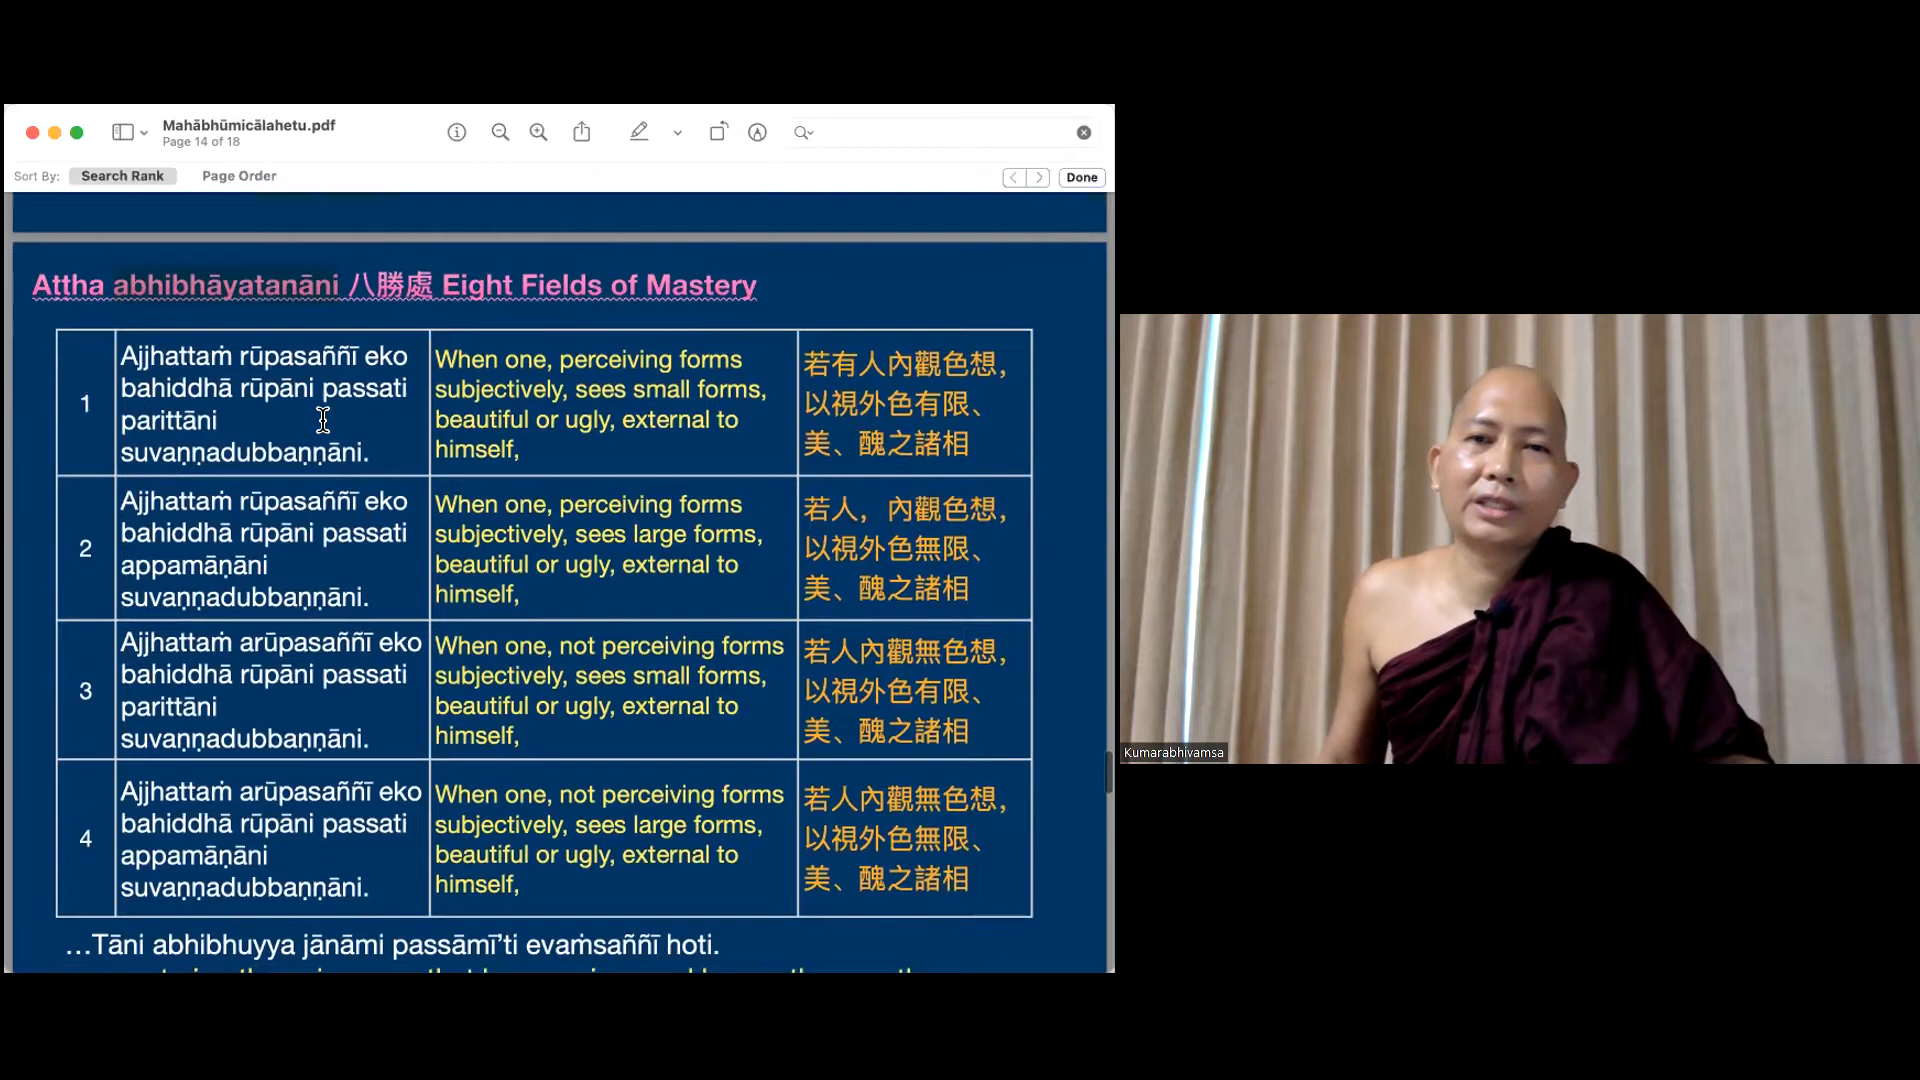 Mahābhūmicālahetu.pdf
Page 14 of 18
Sort By: Search Rank Page Order Done
Aṭṭha abhibhāyatanāni 八勝處 Eight Fields of Mastery
1
Ajjhattaṁ rūpasaññī eko
bahiddhā rūpāni passati
parittāni
suvaṇṇadubbaṇṇāni.
When one, perceiving forms
subjectively, sees small forms,
beautiful or ugly, external to
himself,
若有人內觀色想，
以視外色有限、
美、醜之諸相
2
Ajjhattaṁ rūpasaññī eko
bahiddhā rūpāni passati
appamāṇāni
suvaṇṇadubbaṇṇāni.
When one, perceiving forms
subjectively, sees large forms,
beautiful or ugly, external to
himself,
若人，內觀色想，
以視外色無限、
美、醜之諸相
3
Ajjhattaṁ arūpasaññī eko
bahiddhā rūpāni passati
parittāni
suvaṇṇadubbaṇṇāni.
When one, not perceiving forms
subjectively, sees small forms,
beautiful or ugly, external to
himself,
若人內觀無色想，
以視外色有限、
美、醜之諸相
4
Ajjhattaṁ arūpasaññī eko
bahiddhā rūpāni passati
appamāṇāni
suvaṇṇadubbaṇṇāni.
When one, not perceiving forms
subjectively, sees large forms,
beautiful or ugly, external to
himself,
若人內觀無色想，
以視外色無限、
美、醜之諸相
…Tāni abhibhuyya jānāmi passāmī’ti evaṁsaññī hoti.
Kumarabhivamsa